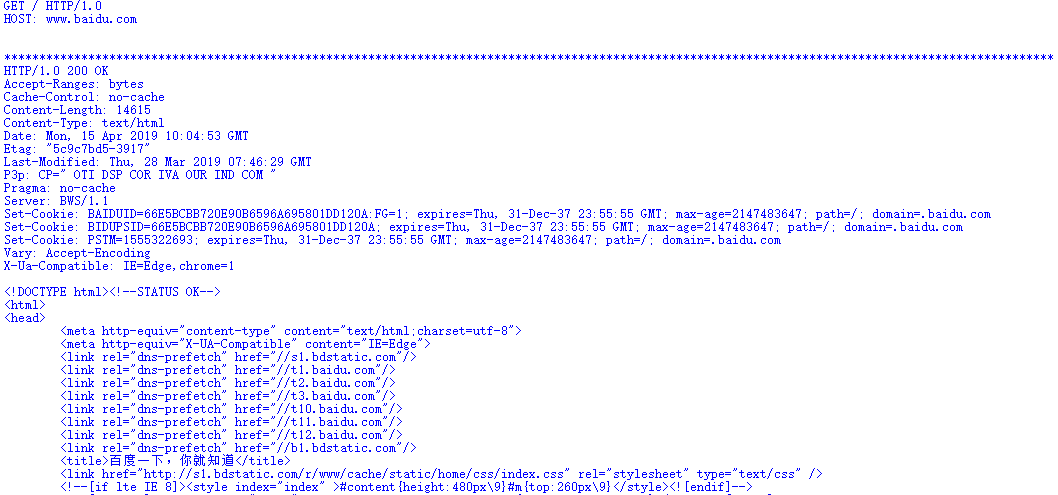 GET / HTTP/1.0
HOST: www.baidu.com
******************************************************************************************************************************************************
HTTP/1.0 200 OK
Accept-Ranges: bytes
Cache-Control: no-cache
Content-Length: 14615
Content-Type: text/html
Date: Mon, 15 Apr 2019 10:04:53 GMT
Etag: "5c9c7bd5-3917"
Last-Modified: Thu, 28 Mar 2019 07:46:29 GMT
P3p: CP=" OTI DSP COR IVA OUR IND COM "
Pragma: no-cache
Server: BWS/1.1
Set-Cookie: BAIDUID=66E5BCBB720E90B6596A695801DD120A:FG=1; expires=Thu, 31-Dec-37 23:55:55 GMT; max-age=2147483647; path=/; domain=.baidu.com
Set-Cookie: BIDUPSID=66E5BCBB720E90B6596A695801DD120A; expires=Thu, 31-Dec-37 23:55:55 GMT; max-age=2147483647; path=/; domain=.baidu.com
Set-Cookie: PSTM=1555322693; expires=Thu, 31-Dec-37 23:55:55 GMT; max-age=2147483647; path=/; domain=.baidu.com
Vary: Accept-Encoding
X-Ua-Compatible: IE=Edge,chrome=1
<!DOCTYPE html><!--STATUS OK-->
<html>
<head>
<meta http-equiv="content-type" content="text/html;charset=utf-8">
<meta http-equiv="X-UA-Compatible" content="IE=Edge">
<link rel="dns-prefetch" href="//s1.bdstatic.com"/>
<link rel="dns-prefetch" href="//t1.baidu.com"/>
<link rel="dns-prefetch" href="//t2.baidu.com"/>
<link rel="dns-prefetch" href="//t3.baidu.com"/>
<link rel="dns-prefetch" href="//t10.baidu.com"/>
<link rel="dns-prefetch" href="//t11.baidu.com"/>
<link rel="dns-prefetch" href="//t12.baidu.com"/>
<link rel="dns-prefetch" href="//b1.bdstatic.com"/>
<title>百度一下，你就知道</title>
<link href="http://s1.bdstatic.com/r/www/cache/static/home/css/index.css" rel="stylesheet" type="text/css" />
<!--[if lte IE 8]><style index="index" >#content{height:480px\9}#m{top:260px\9}</style><![endif]-->